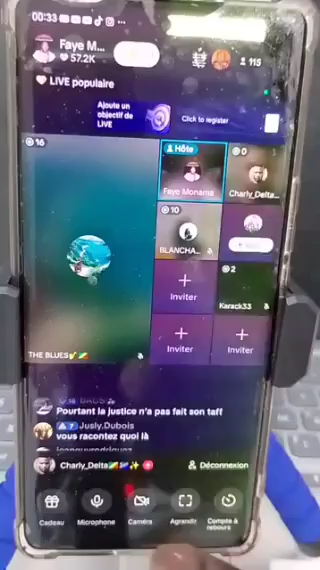 00:33
Faye M...
57.2K
115
LIVE populaire
Ajoute un
objectif de
LIVE
Click to register
16
Hôte
0
Faye Monama
Charly_Delta...
10
BLANCHA...
Inviter
2
Karack33
Inviter
Inviter
THE BLUES
Pourtant la justice n'a pas fait son taff
7 Jusly.Dubois
vous racontez quoi là
Charly_Delta
Déconnexion
Cadeau
Microphone
Caméra
Agrandir
Compte à
rebours